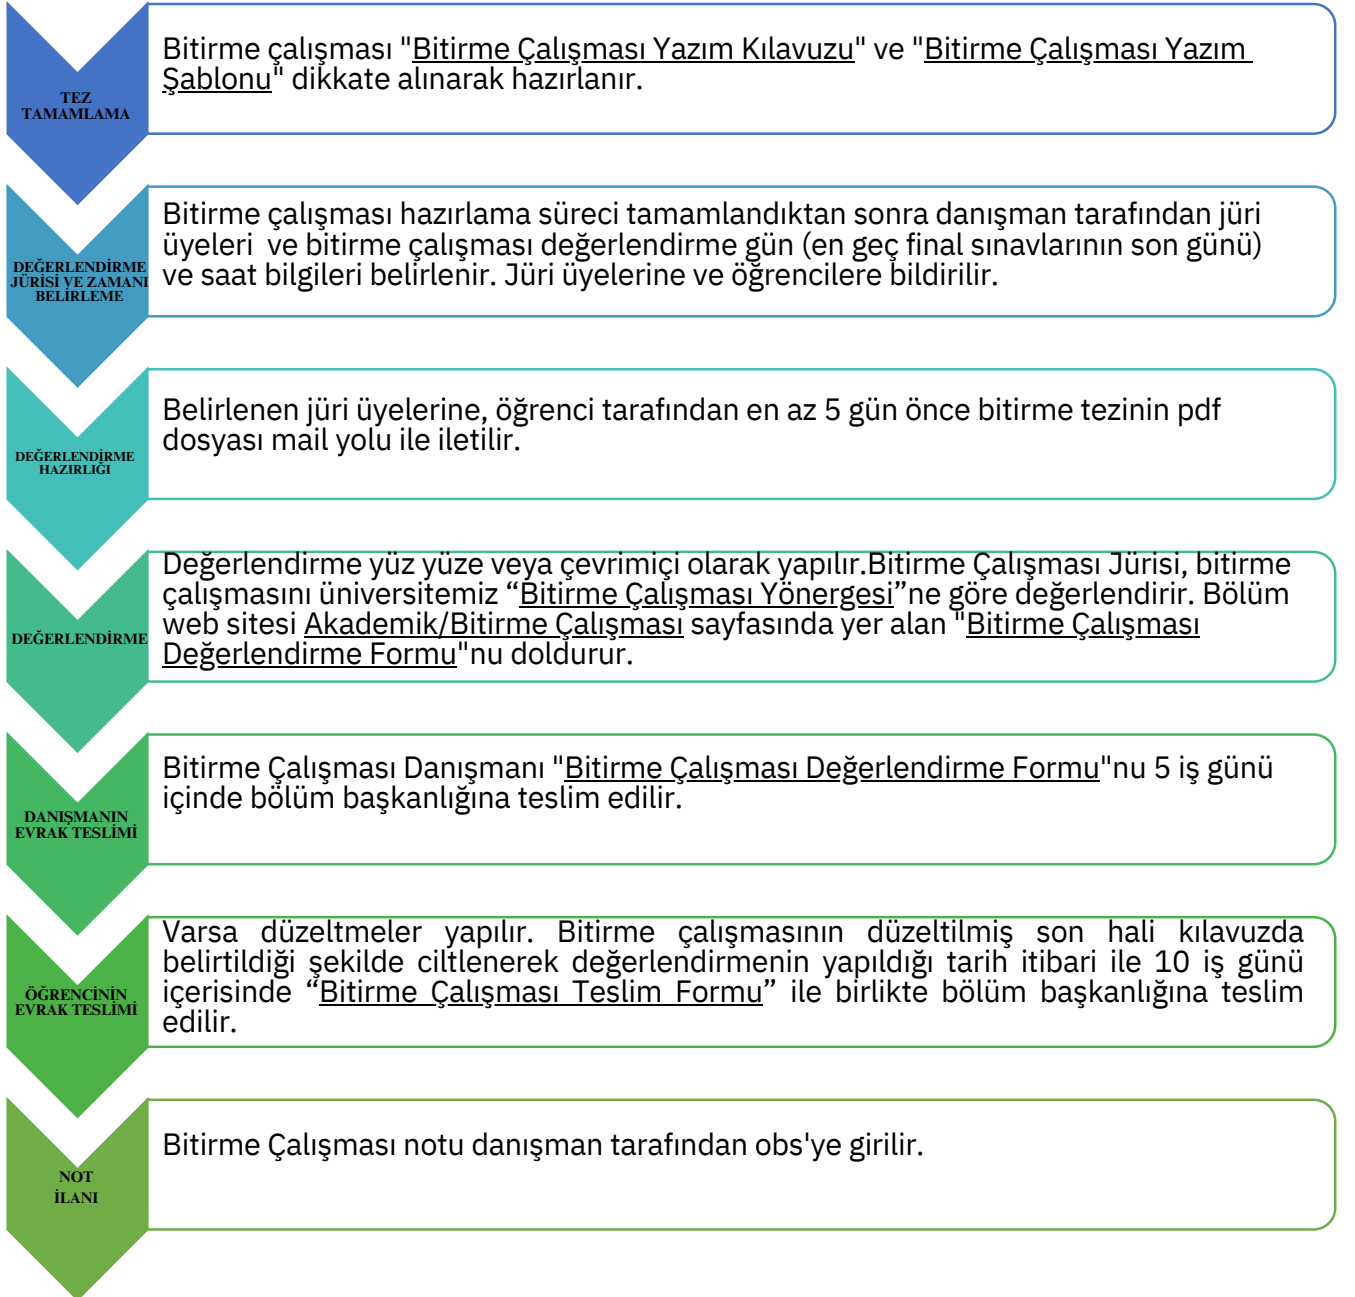 TEZ
TAMAMLAMA
Bitirme çalışması "Bitirme Çalışması Yazım Kılavuzu" ve "Bitirme Çalışması Yazım
Şablonu" dikkate alınarak hazırlanır.
DEĞERLENDİRME
JÜRİSİ VE ZAMANI
BELİRLEME
Bitirme çalışması hazırlama süreci tamamlandıktan sonra danışman tarafından jüri
üyeleri ve bitirme çalışması değerlendirme gün (en geç final sınavlarının son günü)
ve saat bilgileri belirlenir. Jüri üyelerine ve öğrencilere bildirilir.
DEĞERLENDİRME
HAZIRLIĞI
Belirlenen jüri üyelerine, öğrenci tarafından en az 5 gün önce bitirme tezinin pdf
dosyası mail yolu ile iletilir.
DEĞERLENDİRME
Değerlendirme yüz yüze veya çevrimiçi olarak yapılır.Bitirme Çalışması Jürisi, bitirme
çalışmasını üniversitemiz “Bitirme Çalışması Yönergesi”ne göre değerlendirir. Bölüm
web sitesi Akademik/Bitirme Çalışması sayfasında yer alan "Bitirme Çalışması
Değerlendirme Formu"nu doldurur.
DANIŞMANIN
EVRAK TESLİMİ
Bitirme Çalışması Danışmanı "Bitirme Çalışması Değerlendirme Formu"nu 5 iş günü
içinde bölüm başkanlığına teslim edilir.
ÖĞRENCİNİN
EVRAK TESLİMİ
Varsa düzeltmeler yapılır. Bitirme çalışmasının düzeltilmiş son hali kılavuzda
belirtildiği şekilde ciltlenerek değerlendirmenin yapıldığı tarih itibari ile 10 iş günü
içerisinde “Bitirme Çalışması Teslim Formu” ile birlikte bölüm başkanlığına teslim
edilir.
NOT
İLANI
Bitirme Çalışması notu danışman tarafından obs'ye girilir.